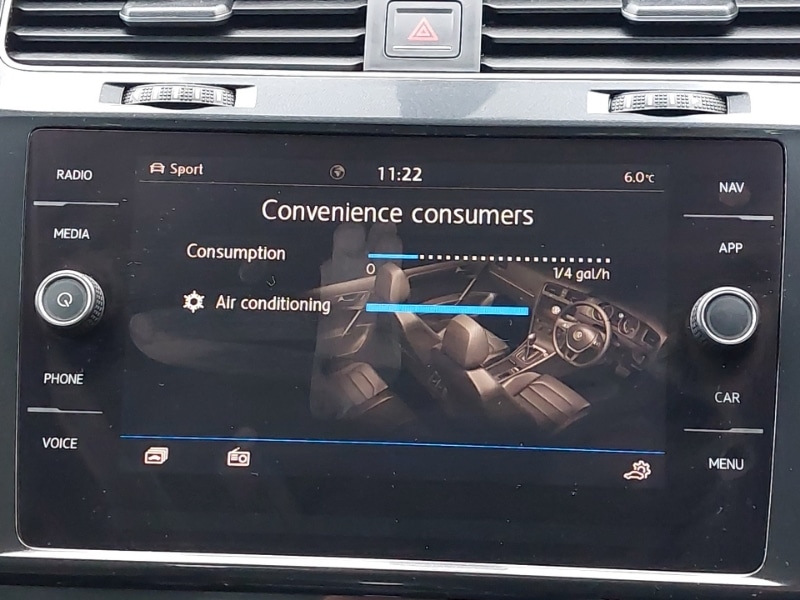 RADIO
MEDIA
PHONE
VOICE
Sport
11:22
6.0°C
Convenience consumers
Consumption
0
1/4 gal/h
Air conditioning
NAV
APP
CAR
MENU